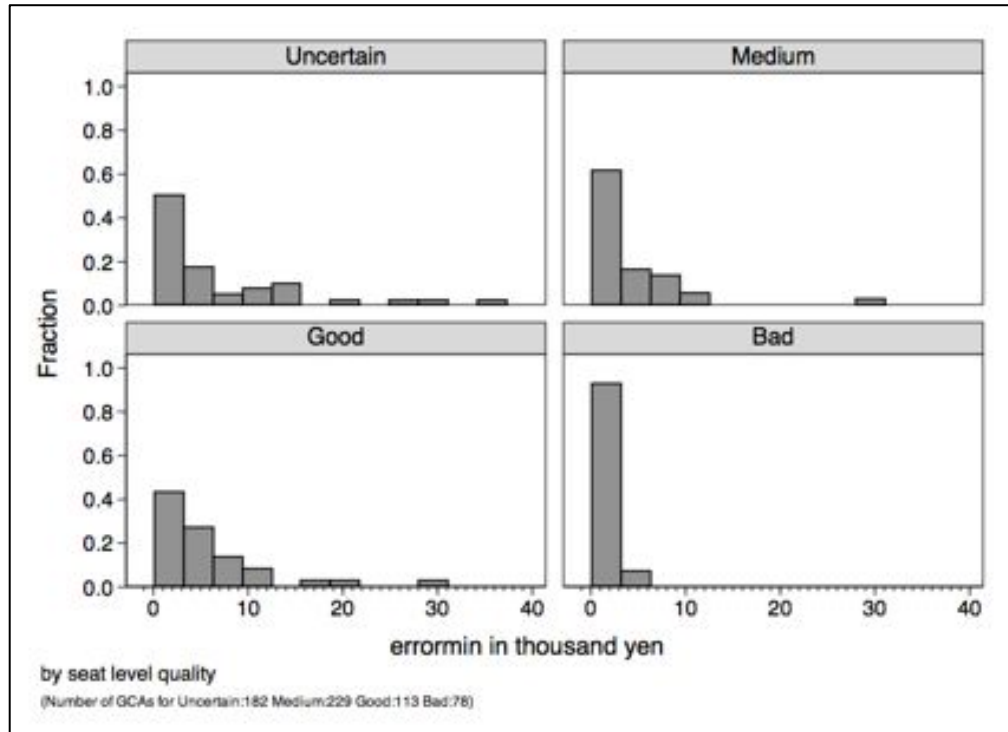 Uncertain
Medium
1.0
0.8
0.6
0.4
0.2
0.0
Good
Bad
1.0
0.8
0.6
0.4
0.2
0.0
Fraction
0 10 20 30 40 0 10 20 30 40
errormin in thousand yen
by seat level quality
(Number of GCAs for Uncertain:182 Medium:229 Good:113 Bad:78)